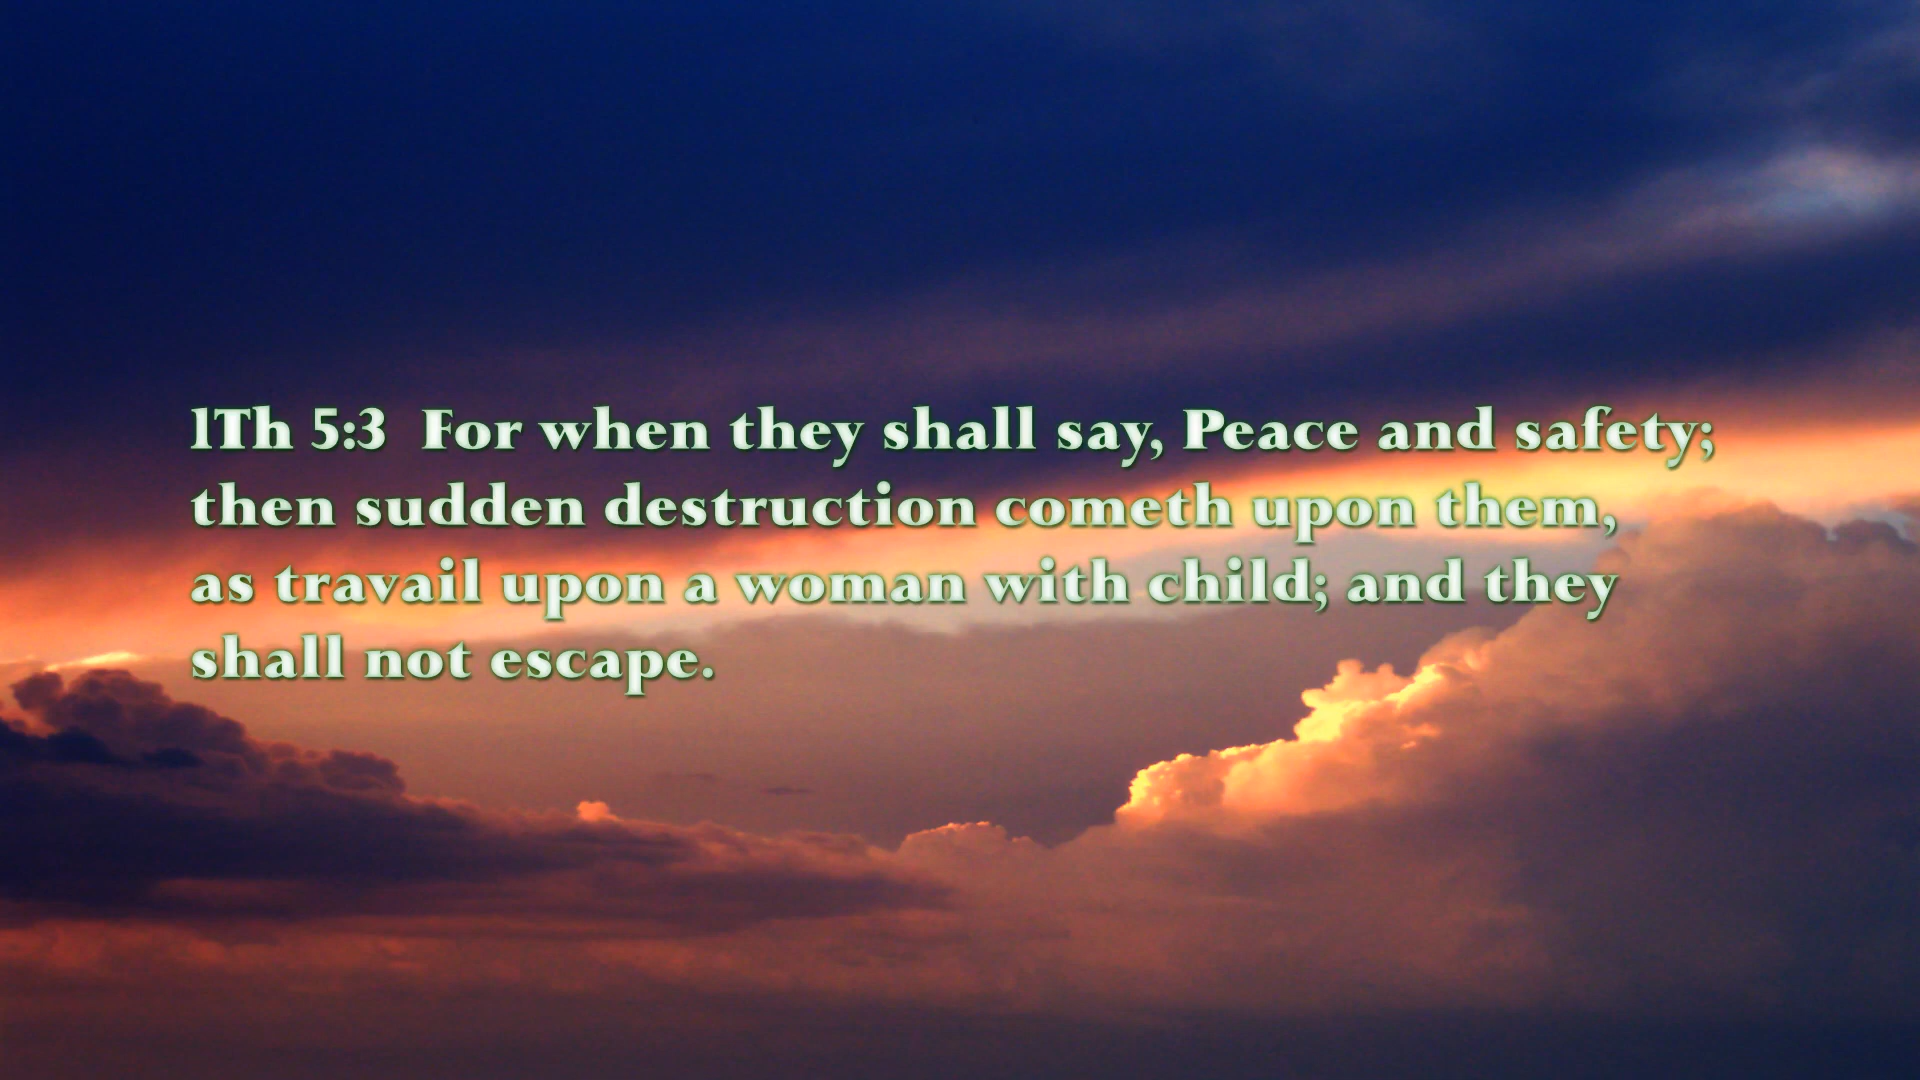 1Th 5:3  For when they shall say, Peace and safety;
then sudden destruction cometh upon them,
as travail upon a woman with child; and they
shall not escape.